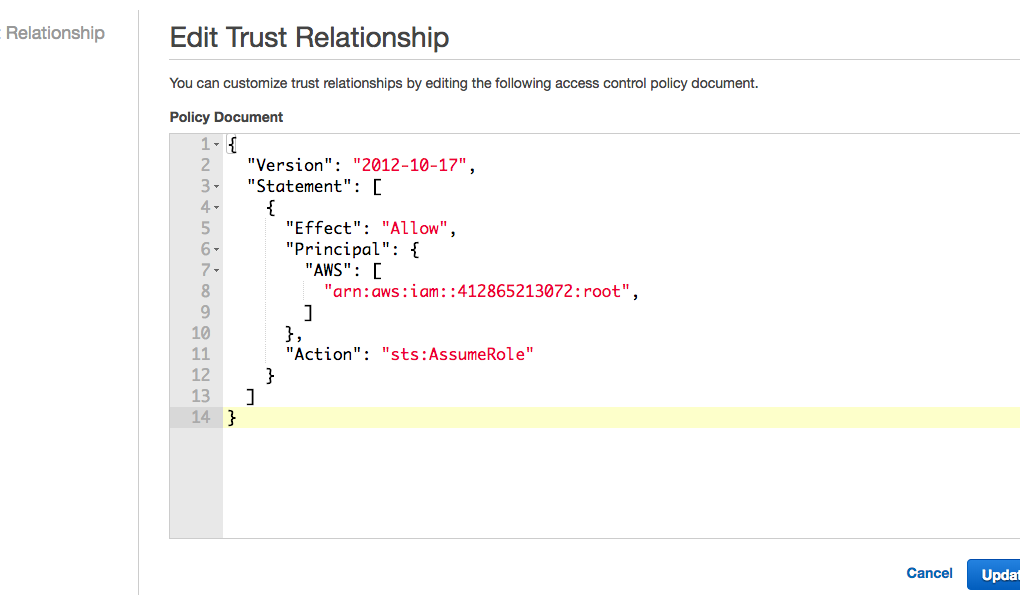 Relationship
Edit Trust Relationship
You can customize trust relationships by editing the following access control policy document.
Policy Document
1 {
2 "Version": "2012-10-17",
3 "Statement": [
4 {
5 "Effect": "Allow",
6 "Principal": {
7 "AWS": [
8 "arn:aws:iam::412865213072:root",
9 ]
10 },
11 "Action": "sts:AssumeRole"
12 }
13 ]
14 }
Cancel